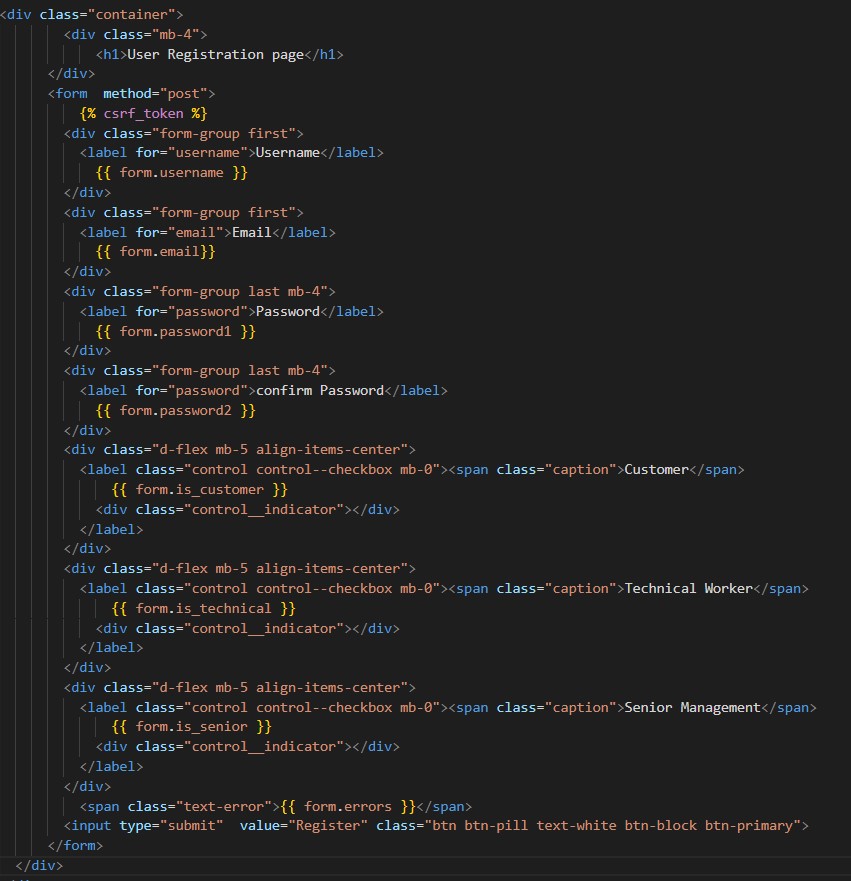 <div class="container">
<div class="mb-4">
<h1>User Registration page</h1>
</div>
<form  method="post">
{% csrf_token %}
<div class="form-group first">
<label for="username">Username</label>
{{ form.username }}
</div>
<div class="form-group first">
<label for="email">Email</label>
{{ form.email}}
</div>
<div class="form-group last mb-4">
<label for="password">Password</label>
{{ form.password1 }}
</div>
<div class="form-group last mb-4">
<label for="password">confirm Password</label>
{{ form.password2 }}
</div>
<div class="d-flex mb-5 align-items-center">
<label class="control control--checkbox mb-0"><span class="caption">Customer</span>
{{ form.is_customer }}
<div class="control__indicator"></div>
</label>
</div>
<div class="d-flex mb-5 align-items-center">
<label class="control control--checkbox mb-0"><span class="caption">Technical Worker</span>
{{ form.is_technical }}
<div class="control__indicator"></div>
</label>
</div>
<div class="d-flex mb-5 align-items-center">
<label class="control control--checkbox mb-0"><span class="caption">Senior Management</span>
{{ form.is_senior }}
<div class="control__indicator"></div>
</label>
</div>
<span class="text-error">{{ form.errors }}</span>
<input type="submit"  value="Register" class="btn btn-pill text-white btn-block btn-primary">
</form>
</div>